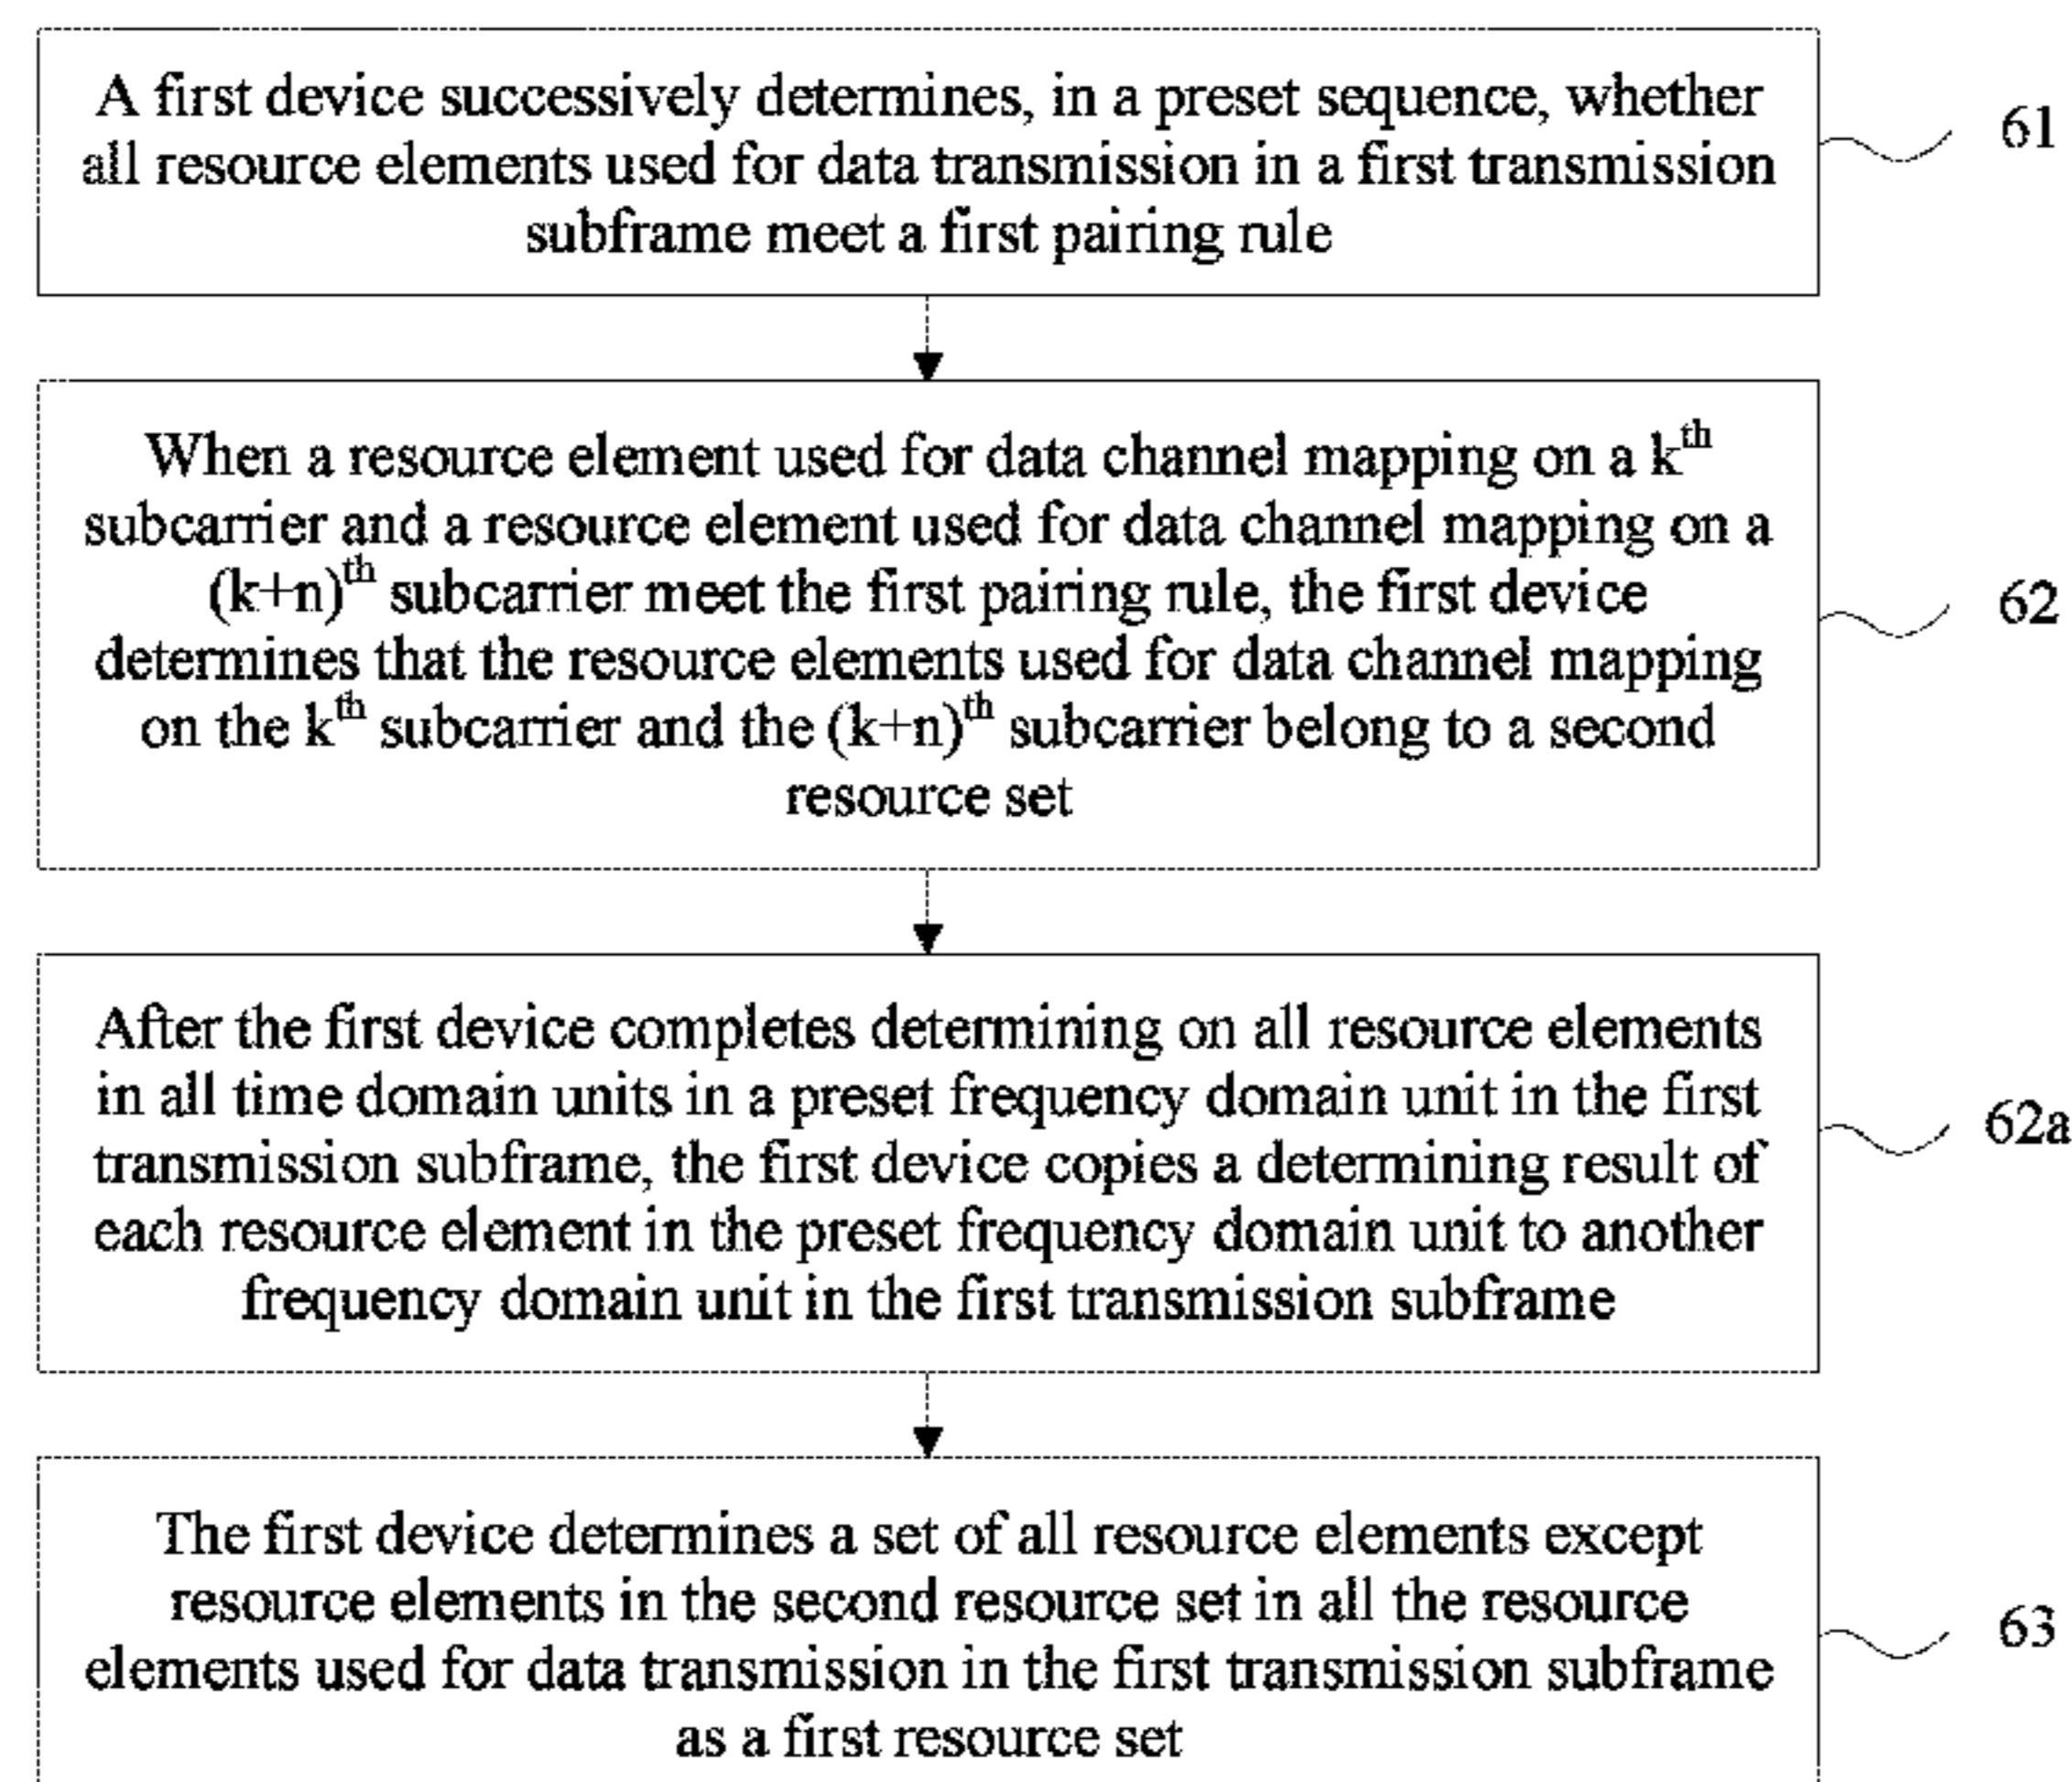 A first device successively determines, in a preset sequence, whether
all resource elements used for data transmission in a first transmission
subframe meet a first pairing rule
61
When a resource element used for data channel mapping on a kth
subcarrier and a resource element used for data channel mapping on a
(k+n)th subcarrier meet the first pairing rule, the first device
determines that the resource elements used for data channel mapping
on the kth subcarrier and the (k+n)th subcarrier belong to a second
resource set
62
After the first device completes determining on all resource elements
in all time domain units in a preset frequency domain unit in the first
transmission subframe, the first device copies a determining result of
each resource element in the preset frequency domain unit to another
frequency domain unit in the first transmission subframe
62a
The first device determines a set of all resource elements except
resource elements in the second resource set in all the resource
elements used for data transmission in the first transmission subframe
as a first resource set
63